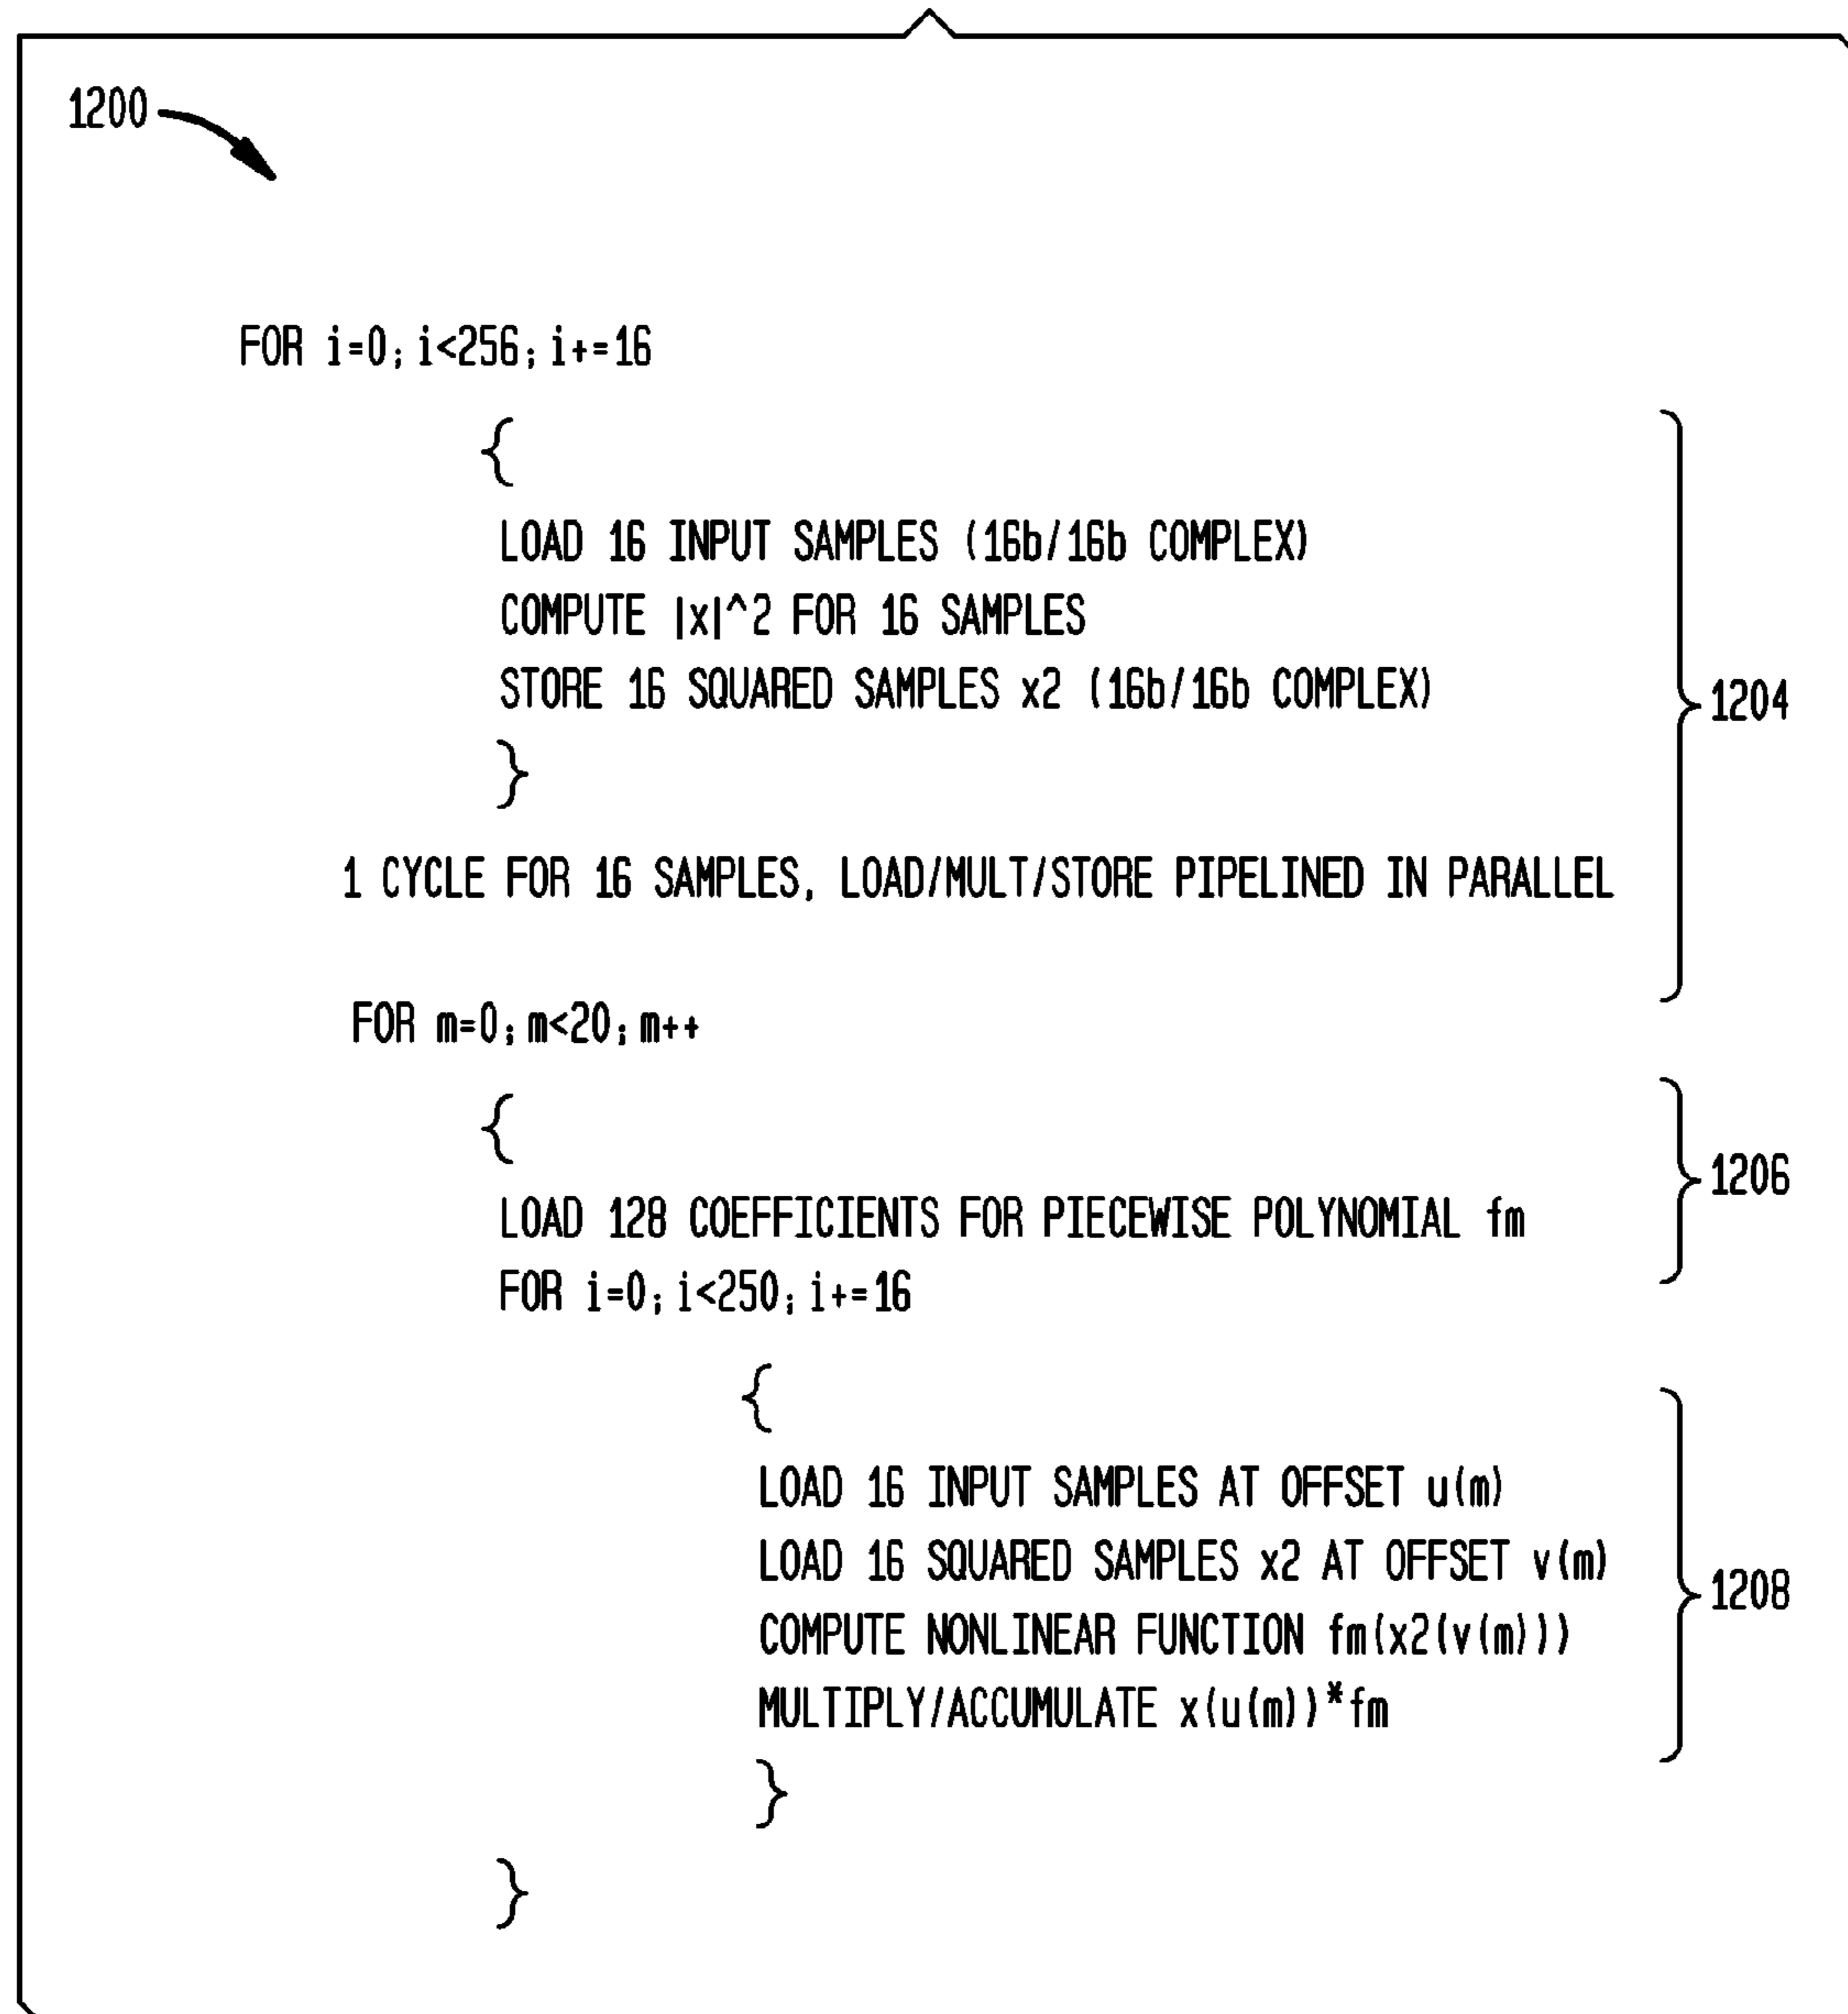 1200
FOR i=0; i<256; i+=16
{
LOAD 16 INPUT SAMPLES (16b/16b COMPLEX)
COMPUTE |x|^2 FOR 16 SAMPLES
STORE 16 SQUARED SAMPLES x2 (16b/16b COMPLEX)
1204
}
1 CYCLE FOR 16 SAMPLES, LOAD/MULT/STORE PIPELINED IN PARALLEL
FOR m=0; m<20; m++
{
1206
LOAD 128 COEFFICIENTS FOR PIECEWISE POLYNOMIAL fm
FOR i=0; i<250; i+=16
{
LOAD 16 INPUT SAMPLES AT OFFSET u(m)
LOAD 16 SQUARED SAMPLES x2 AT OFFSET v(m)
1208
COMPUTE NONLINEAR FUNCTION fm(x2(v(m)))
MULTIPLY/ACCUMULATE x(u(m))*fm
}
}